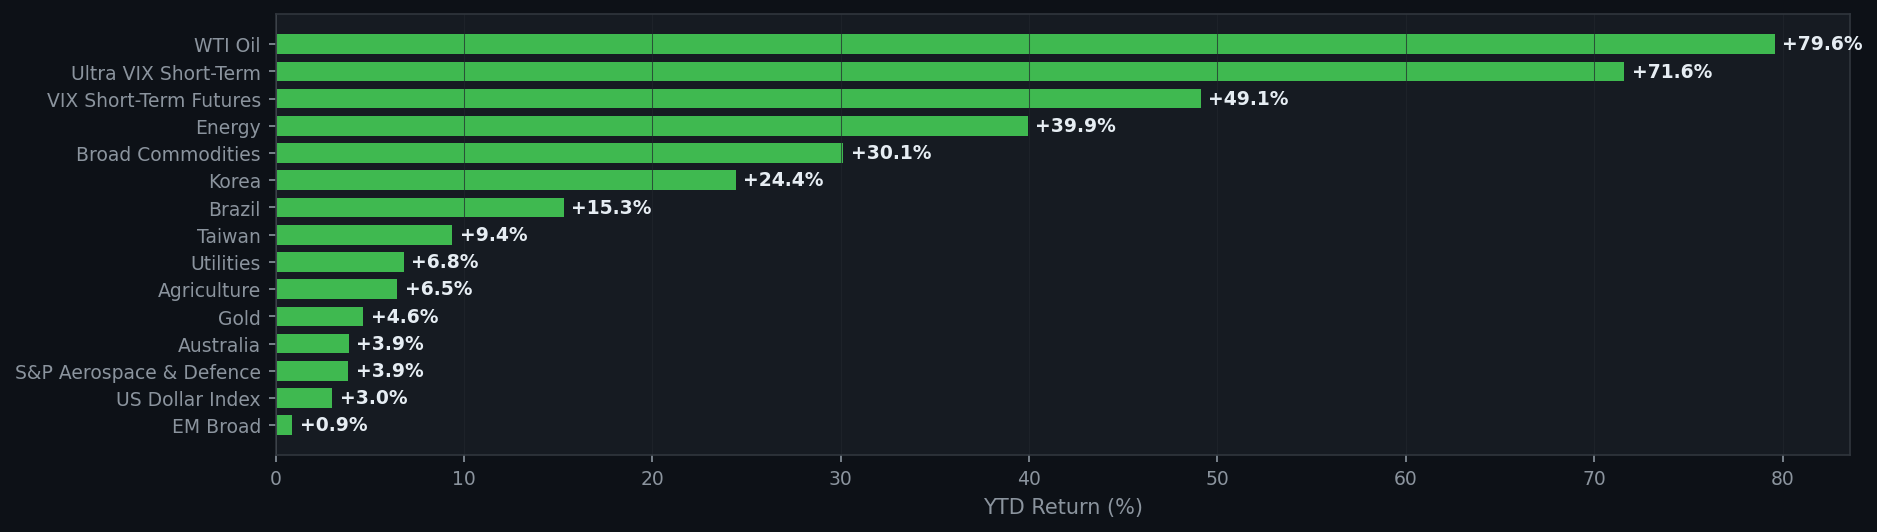 WTI Oil +79.6%
Ultra VIX Short-Term +71.6%
VIX Short-Term Futures +49.1%
Energy +39.9%
Broad Commodities +30.1%
Korea +24.4%
Brazil +15.3%
Taiwan +9.4%
Utilities +6.8%
Agriculture +6.5%
Gold +4.6%
Australia +3.9%
S&P Aerospace & Defence +3.9%
US Dollar Index +3.0%
EM Broad +0.9%
0 10 20 30 40 50 60 70 80
YTD Return (%)